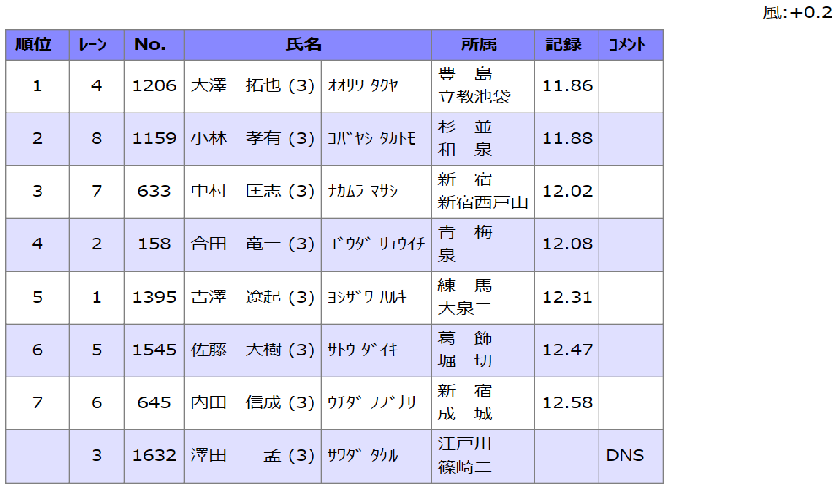 風:+0.2
順位 ﾚｰﾝ No. 氏名 所属 記録 ｺﾒﾝﾄ
1 4 1206 大澤 拓也 (3) ｵｵｻﾜ ﾀｸﾔ 豊 島 立教池袋 11.86
2 8 1159 小林 孝有 (3) ｺﾊﾞﾔｼ ﾀｶﾄﾓ 杉 並 和 泉 11.88
3 7 633 中村 匡志 (3) ﾅｶﾑﾗ ﾏｻｼ 新 宿 新宿西戸山 12.02
4 2 158 合田 竜一 (3) ｺﾞｳﾀﾞ ﾘｮｳｲﾁ 青 梅 泉 12.08
5 1 1395 古澤 遼起 (3) ﾖｼｻﾞﾜ ﾊﾙｷ 練 馬 大泉二 12.31
6 5 1545 佐藤 大樹 (3) ｻﾄｳ ﾀﾞｲｷ 葛 飾 堀 切 12.47
7 6 645 内田 信成 (3) ｳﾁﾀﾞ ﾉﾌﾞﾅﾘ 新 宿 成 城 12.58
3 1632 澤田 孟 (3) ｻﾜﾀﾞ ﾀｹﾙ 江戸川 篠崎二 DNS